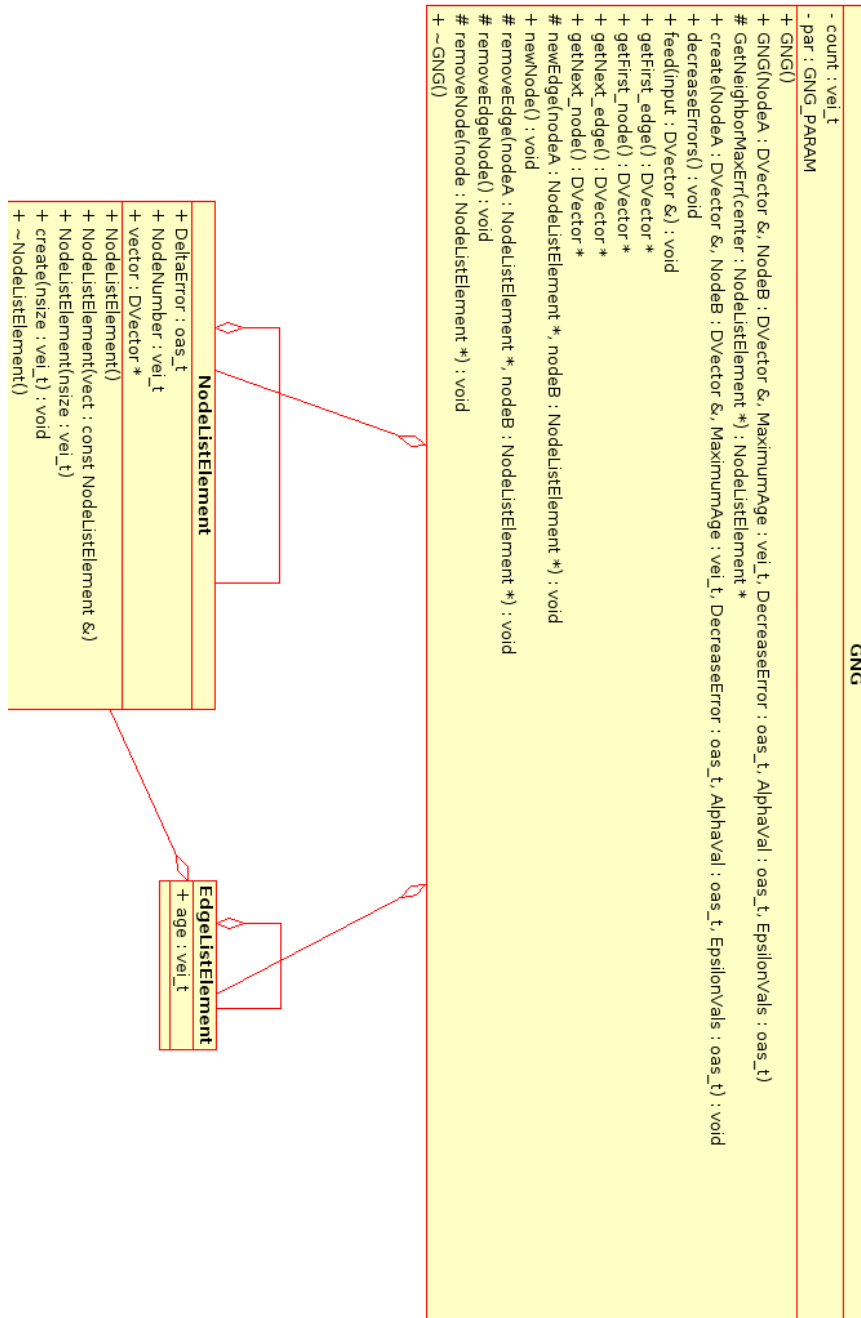 GNG
- count : vei_t
- par : GNG_PARAM
+ GNG()
+ GNG(NodeA : DVector &, NodeB : DVector &, MaximumAge : vei_t, DecreaseError : oas_t, AlphaVal : oas_t, EpsilonVals : oas_t)
# GetNeighborMaxErr(center : NodeListElement *) : NodeListElement *
+ create(NodeA : DVector &, NodeB : DVector &, MaximumAge : vei_t, DecreaseError : oas_t, AlphaVal : oas_t, EpsilonVals : oas_t) : void
+ decreaseErrors() : void
+ feed(input : DVector &) : void
+ getFirst_edge() : DVector *
+ getFirst_node() : DVector *
+ getNext_edge() : DVector *
+ getNext_node() : DVector *
# newEdge(nodeA : NodeListElement *, nodeB : NodeListElement *) : void
+ newNode() : void
# removeEdge(nodeA : NodeListElement *, nodeB : NodeListElement *) : void
# removeEdgeNode() : void
# removeNode(node : NodeListElement *) : void
+ ~GNG()
NodeListElement
+ DeltaError : oas_t
+ NodeNumber : vei_t
+ vector : DVector *
+ NodeListElement()
+ NodeListElement(vect : const NodeListElement &)
+ NodeListElement(nsize : vei_t)
+ create(nsize : vei_t) : void
+ ~NodeListElement()
EdgeListElement
+ age : vei_t